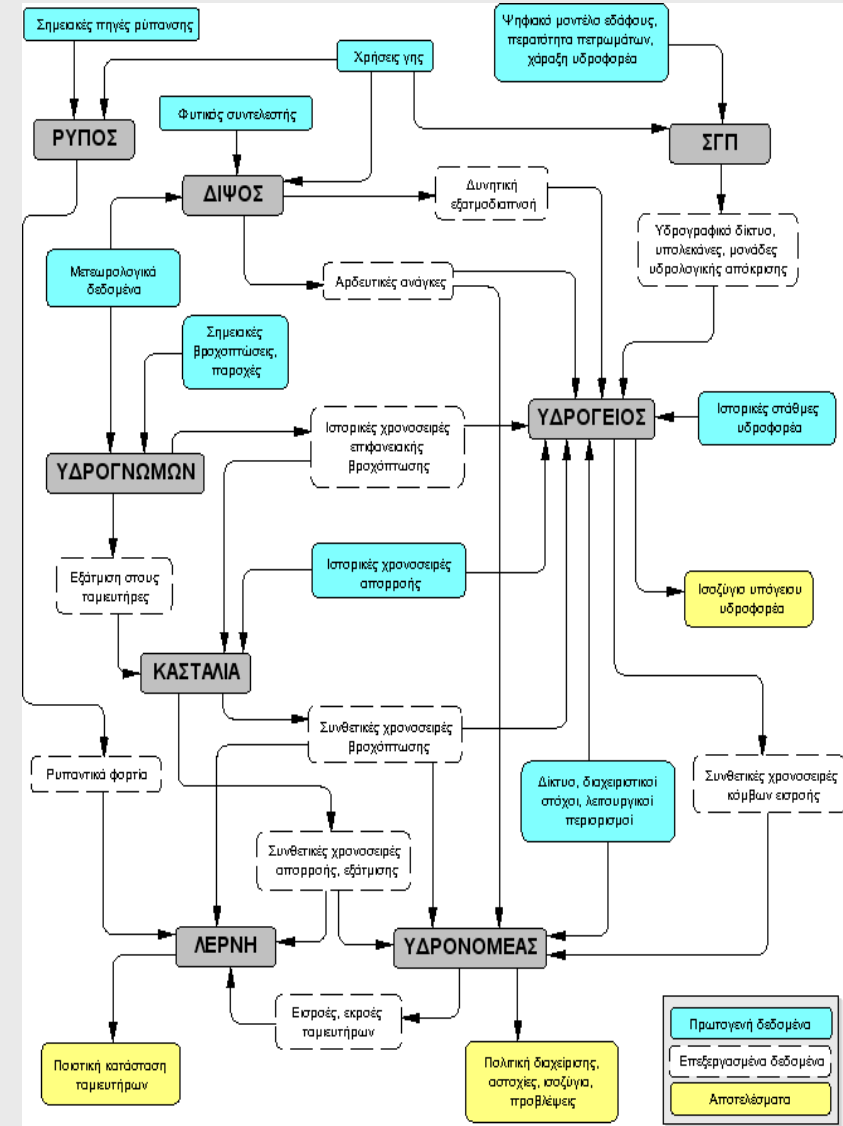 Σημειακές πηγές ρύπανσης
Ψηφιακό μοντέλο εδάφους,
περατότητα πετρωμάτων,
χάραξη υδροφορέα
Χρήσεις γης
Φυτικός συντελεστής
ΡΥΠΟΣ
ΣΓΠ
ΔΙΨΟΣ
Δυνητική
εξατμοδιαπνοή
Υδρογραφικό δίκτυο,
υπολεκάνες, μονάδες
υδρολογικής απόκρισης
Μετεωρολογικά
δεδομένα
Αρδευτικές ανάγκες
Σημειακές
βροχοπτώσεις,
παροχές
Ιστορικές χρονοσειρές
επιφανειακής
βροχόπτωσης
ΥΔΡΟΓΕΙΟΣ
Ιστορικές στάθμες
υδροφορέα
ΥΔΡΟΓΝΩΜΩΝ
Εξάτμιση στους
ταμιευτήρες
Ιστορικές χρονοσειρές
απορροής
Ισοζύγιο υπόγειου
υδροφορέα
ΚΑΣΤΑΛΙΑ
Συνθετικές χρονοσειρές
βροχόπτωσης
Ρυπαντικά φορτία
Δίκτυο, διαχειριστικοί
στόχοι, λειτουργικοί
περιορισμοί
Συνθετικές χρονοσειρές
κόμβων εισροής
Συνθετικές χρονοσειρές
απορροής, εξάτμισης
ΛΕΡΝΗ
ΥΔΡΟΝΟΜΕΑΣ
Εισροές, εκροές
ταμιευτήρων
Ποιοτική κατάσταση
ταμιευτήρων
Πολιτική διαχείρισης,
αστοχίες, ισοζύγια,
προβλέψεις
Πρωτογενή δεδομένα
Επεξεργασμένα δεδομένα
Αποτελέσματα